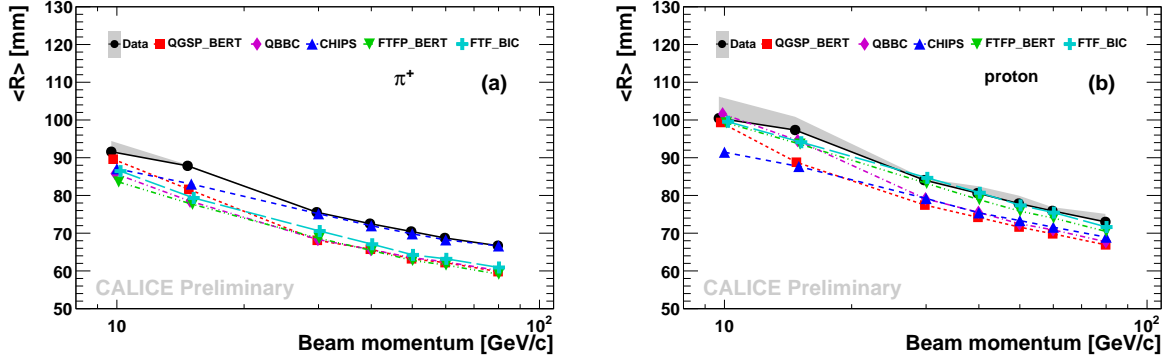 <R> [mm]
130
120
110
100
90
80
70
60
50
Data QGSP_BERT QBBC CHIPS FTFP_BERT FTF_BIC
π+ (a)
CALICE Preliminary
10 10²
Beam momentum [GeV/c]
<R> [mm]
130
120
110
100
90
80
70
60
50
Data QGSP_BERT QBBC CHIPS FTFP_BERT FTF_BIC
proton (b)
CALICE Preliminary
10 10²
Beam momentum [GeV/c]